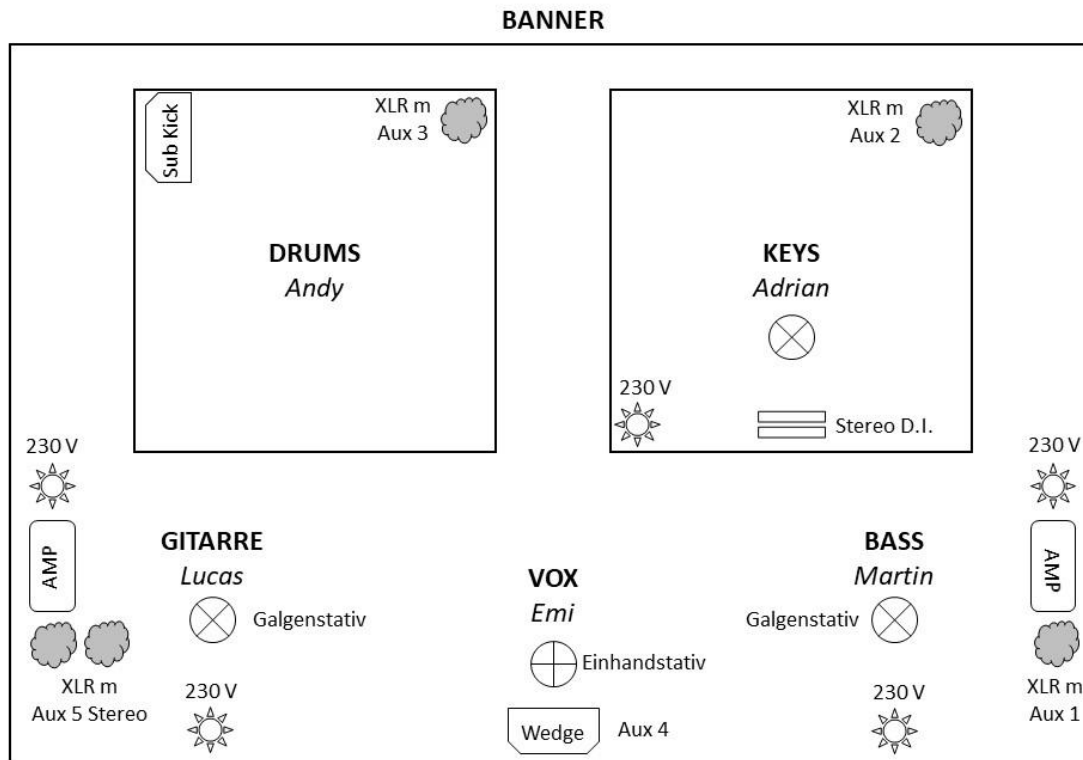 BANNER
Sub Kick
XLR m
Aux 3
XLR m
Aux 2
DRUMS
Andy
KEYS
Adrian
230 V
Stereo D.I.
230 V
230 V
AMP
GITARRE
Lucas
Galgenstativ
VOX
Emi
Einhandstativ
BASS
Martin
Galgenstativ
AMP
XLR m
Aux 5 Stereo
230 V
Wedge
Aux 4
230 V
XLR m
Aux 1